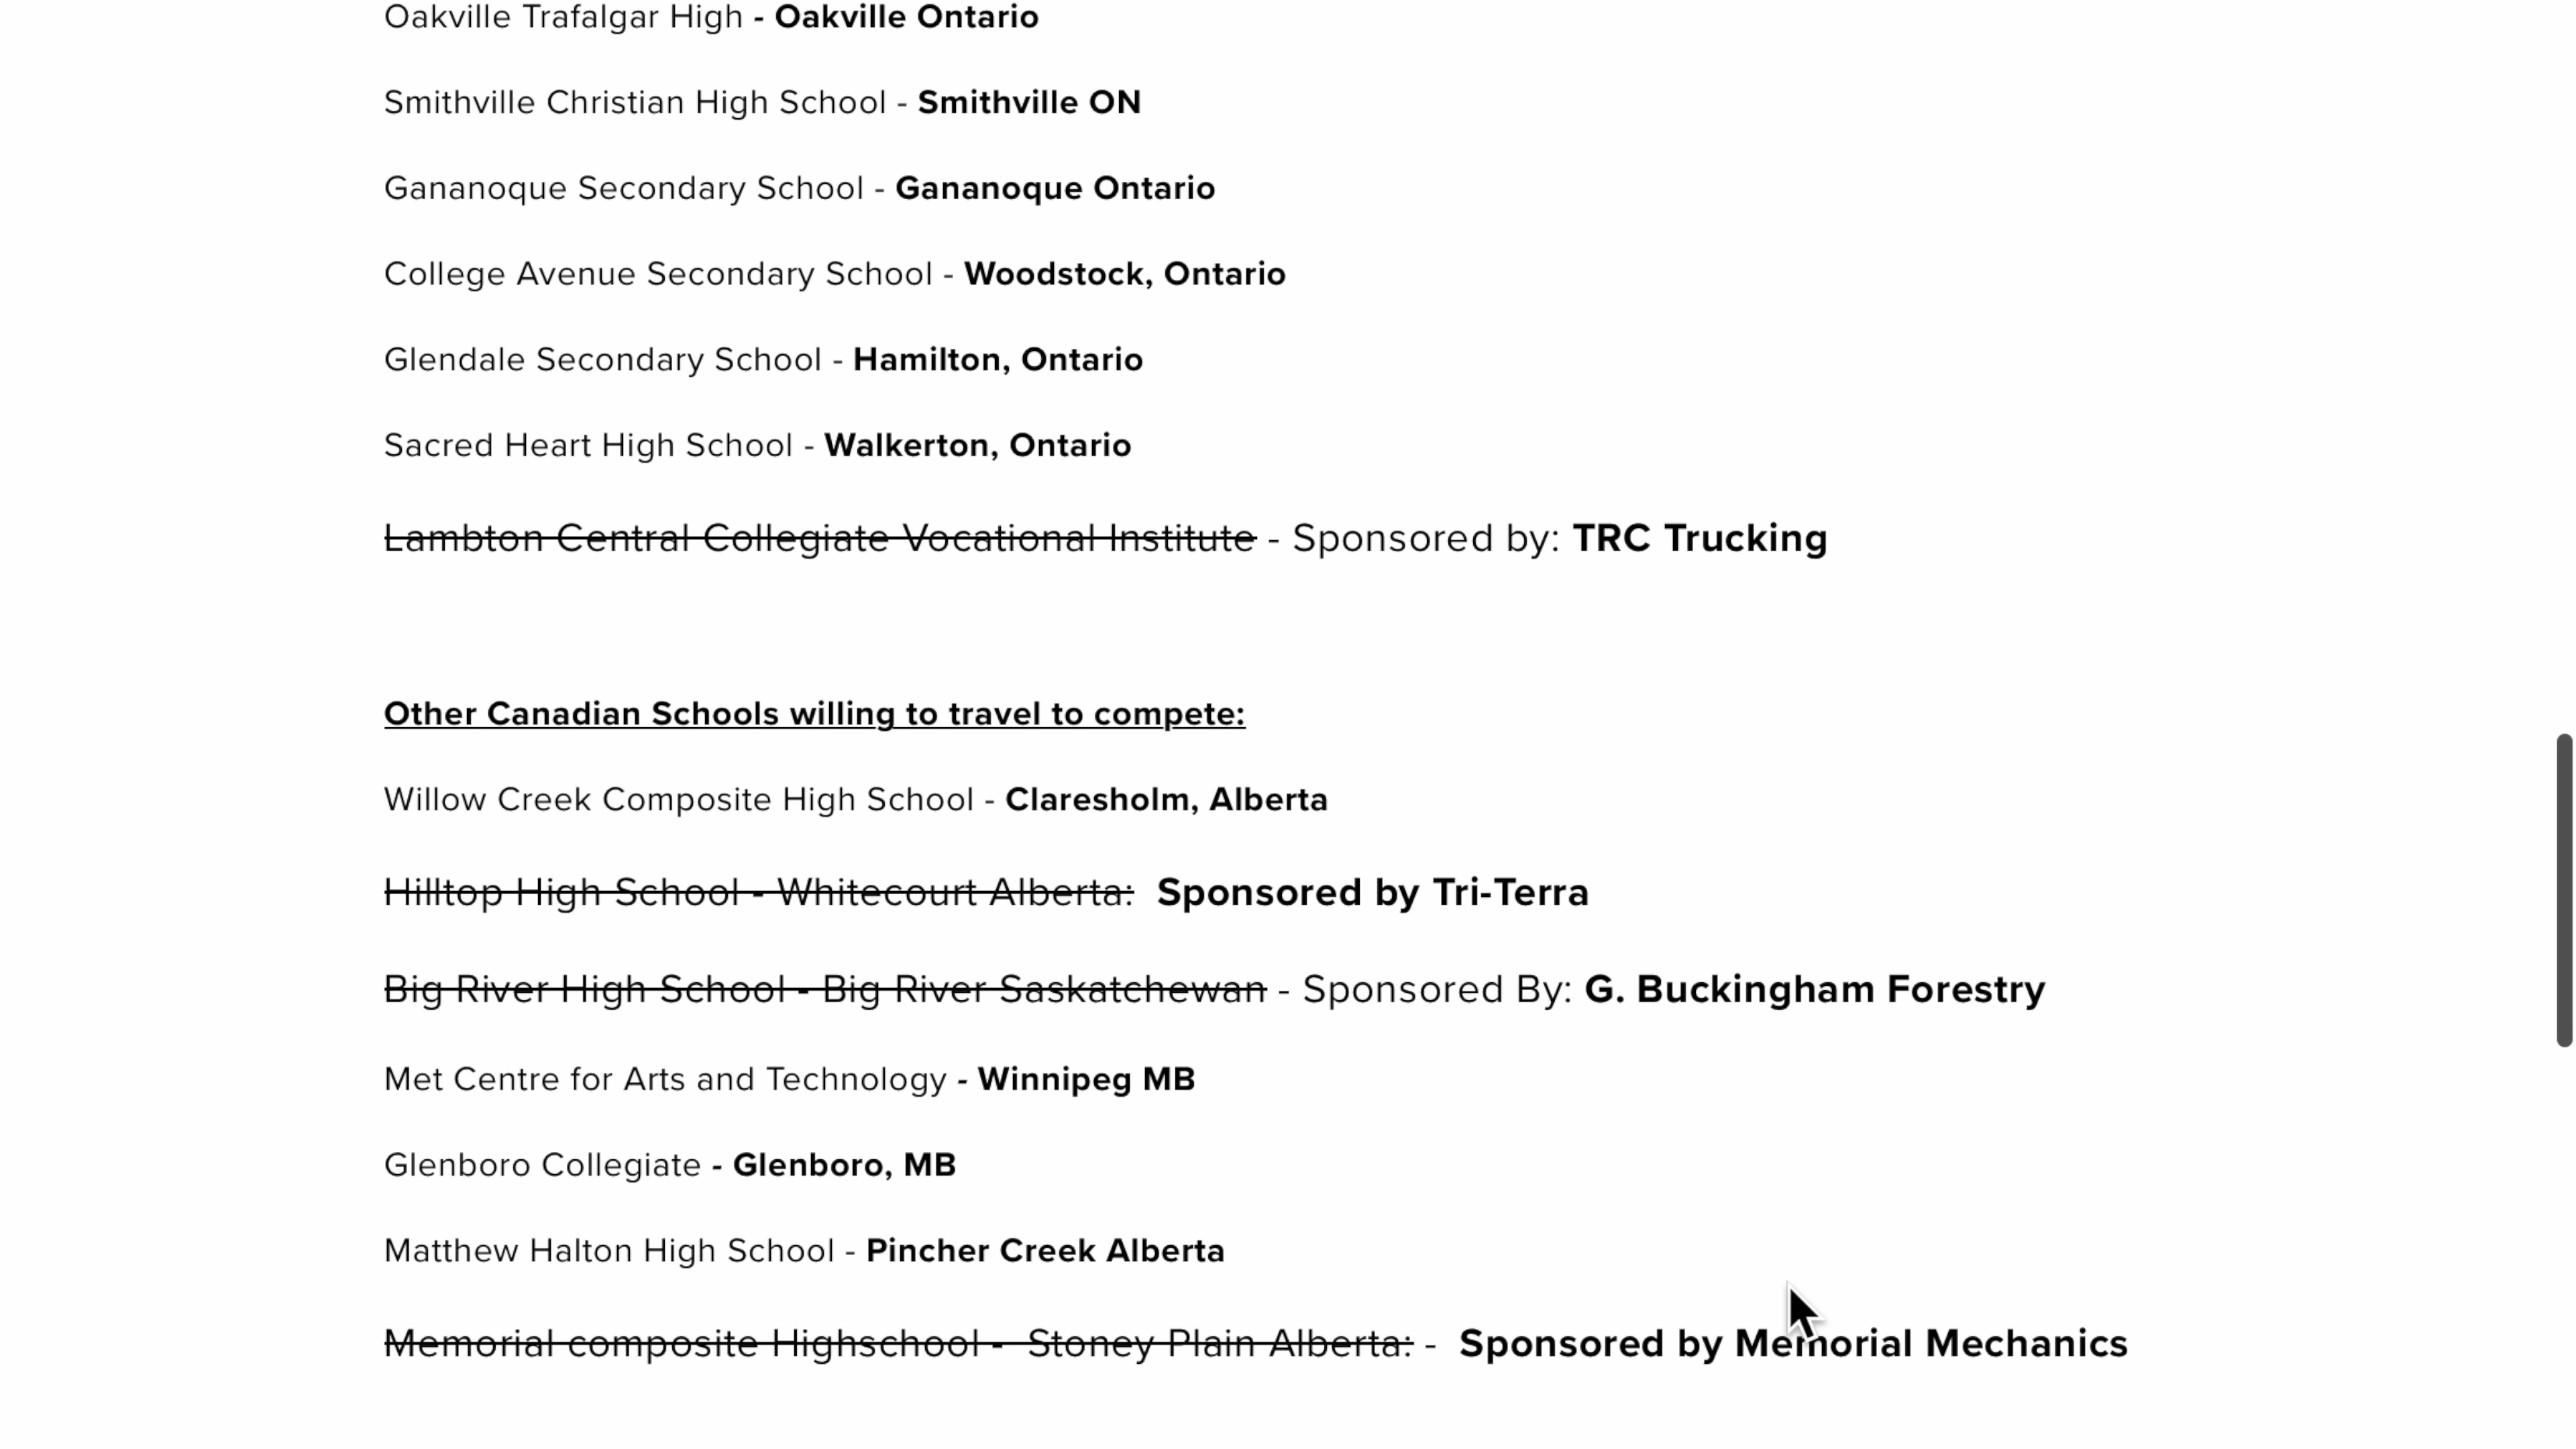 Oakville Trafalgar High - Oakville Ontario
Smithville Christian High School - Smithville ON
Gananoque Secondary School - Gananoque Ontario
College Avenue Secondary School - Woodstock, Ontario
Glendale Secondary School - Hamilton, Ontario
Sacred Heart High School - Walkerton, Ontario
Lambton Central Collegiate Vocational Institute - Sponsored by: TRC Trucking
Other Canadian Schools willing to travel to compete:
Willow Creek Composite High School - Claresholm, Alberta
Hilltop High School - Whitecourt Alberta: Sponsored by Tri-Terra
Big River High School - Big River Saskatchewan - Sponsored By: G. Buckingham Forestry
Met Centre for Arts and Technology - Winnipeg MB
Glenboro Collegiate - Glenboro, MB
Matthew Halton High School - Pincher Creek Alberta
Memorial composite Highschool - Stoney Plain Alberta: - Sponsored by Memorial Mechanics